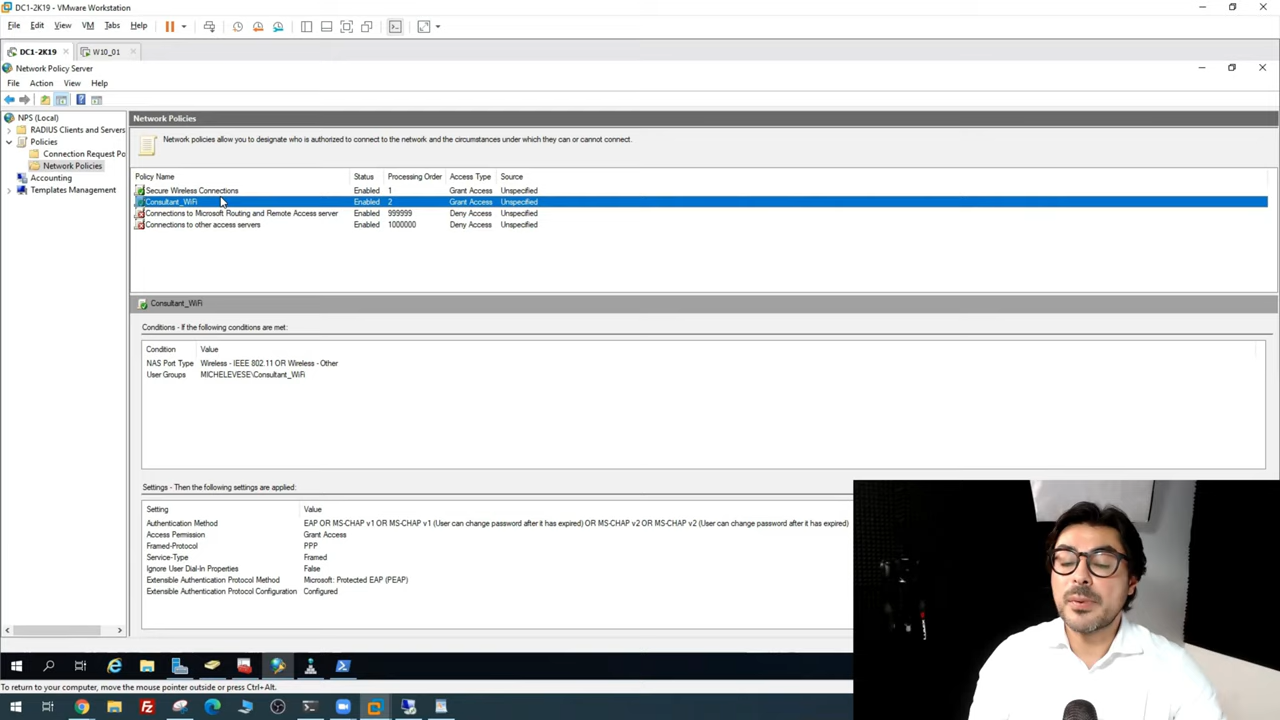 DC1-2K19 - VMware Workstation
File Edit View VM Tabs Help
DC1-2K19 W10_01
Network Policy Server
File Action View Help
NPS (Local)
RADIUS Clients and Servers
Policies
Connection Request Po
Network Policies
Accounting
Templates Management
Network Policies
Network policies allow you to designate who is authorized to connect to the network and the circumstances under which they can or cannot connect.
Policy Name Status Processing Order Access Type Source
Secure Wireless Connections Enabled 1 Grant Access Unspecified
Consultant_WiFi Enabled 2 Grant Access Unspecified
Connections to Microsoft Routing and Remote Access server Enabled 999999 Deny Access Unspecified
Connections to other access servers Enabled 1000000 Deny Access Unspecified
Consultant_WiFi
Conditions - If the following conditions are met:
Condition Value
NAS Port Type Wireless - IEEE 802.11 OR Wireless - Other
User Groups MICHELEVESE\Consultant_WiFi
Settings - Then the following settings are applied:
Setting Value
Authentication Method EAP OR MS-CHAP v1 OR MS-CHAP v1 (User can change password after it has expired) OR MS-CHAP v2 OR MS-CHAP v2 (User can change password after it has expired)
Access Permission Grant Access
Framed-Protocol PPP
Service-Type Framed
Ignore User Dial-In Properties False
Extensible Authentication Protocol Method Microsoft: Protected EAP (PEAP)
Extensible Authentication Protocol Configuration Configured
To return to your computer, move the mouse pointer outside or press Ctrl+Alt.